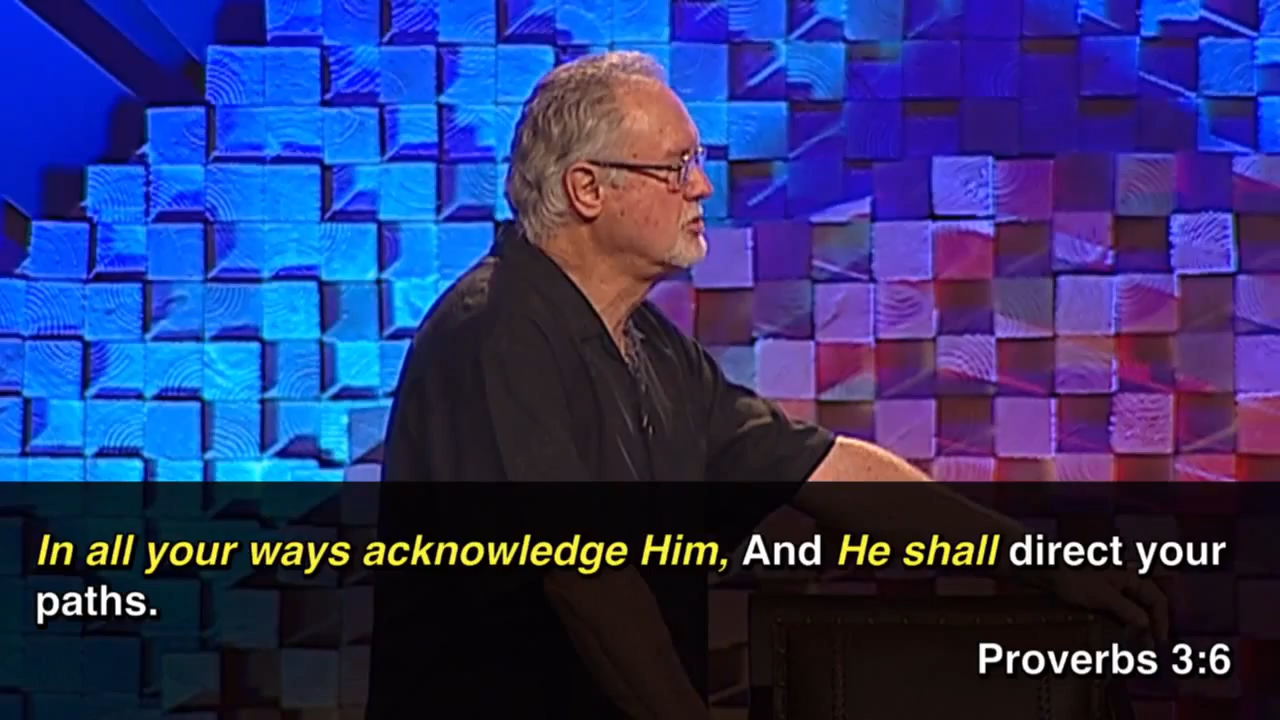 In all your ways acknowledge Him, And He shall direct your
paths.
Proverbs 3:6